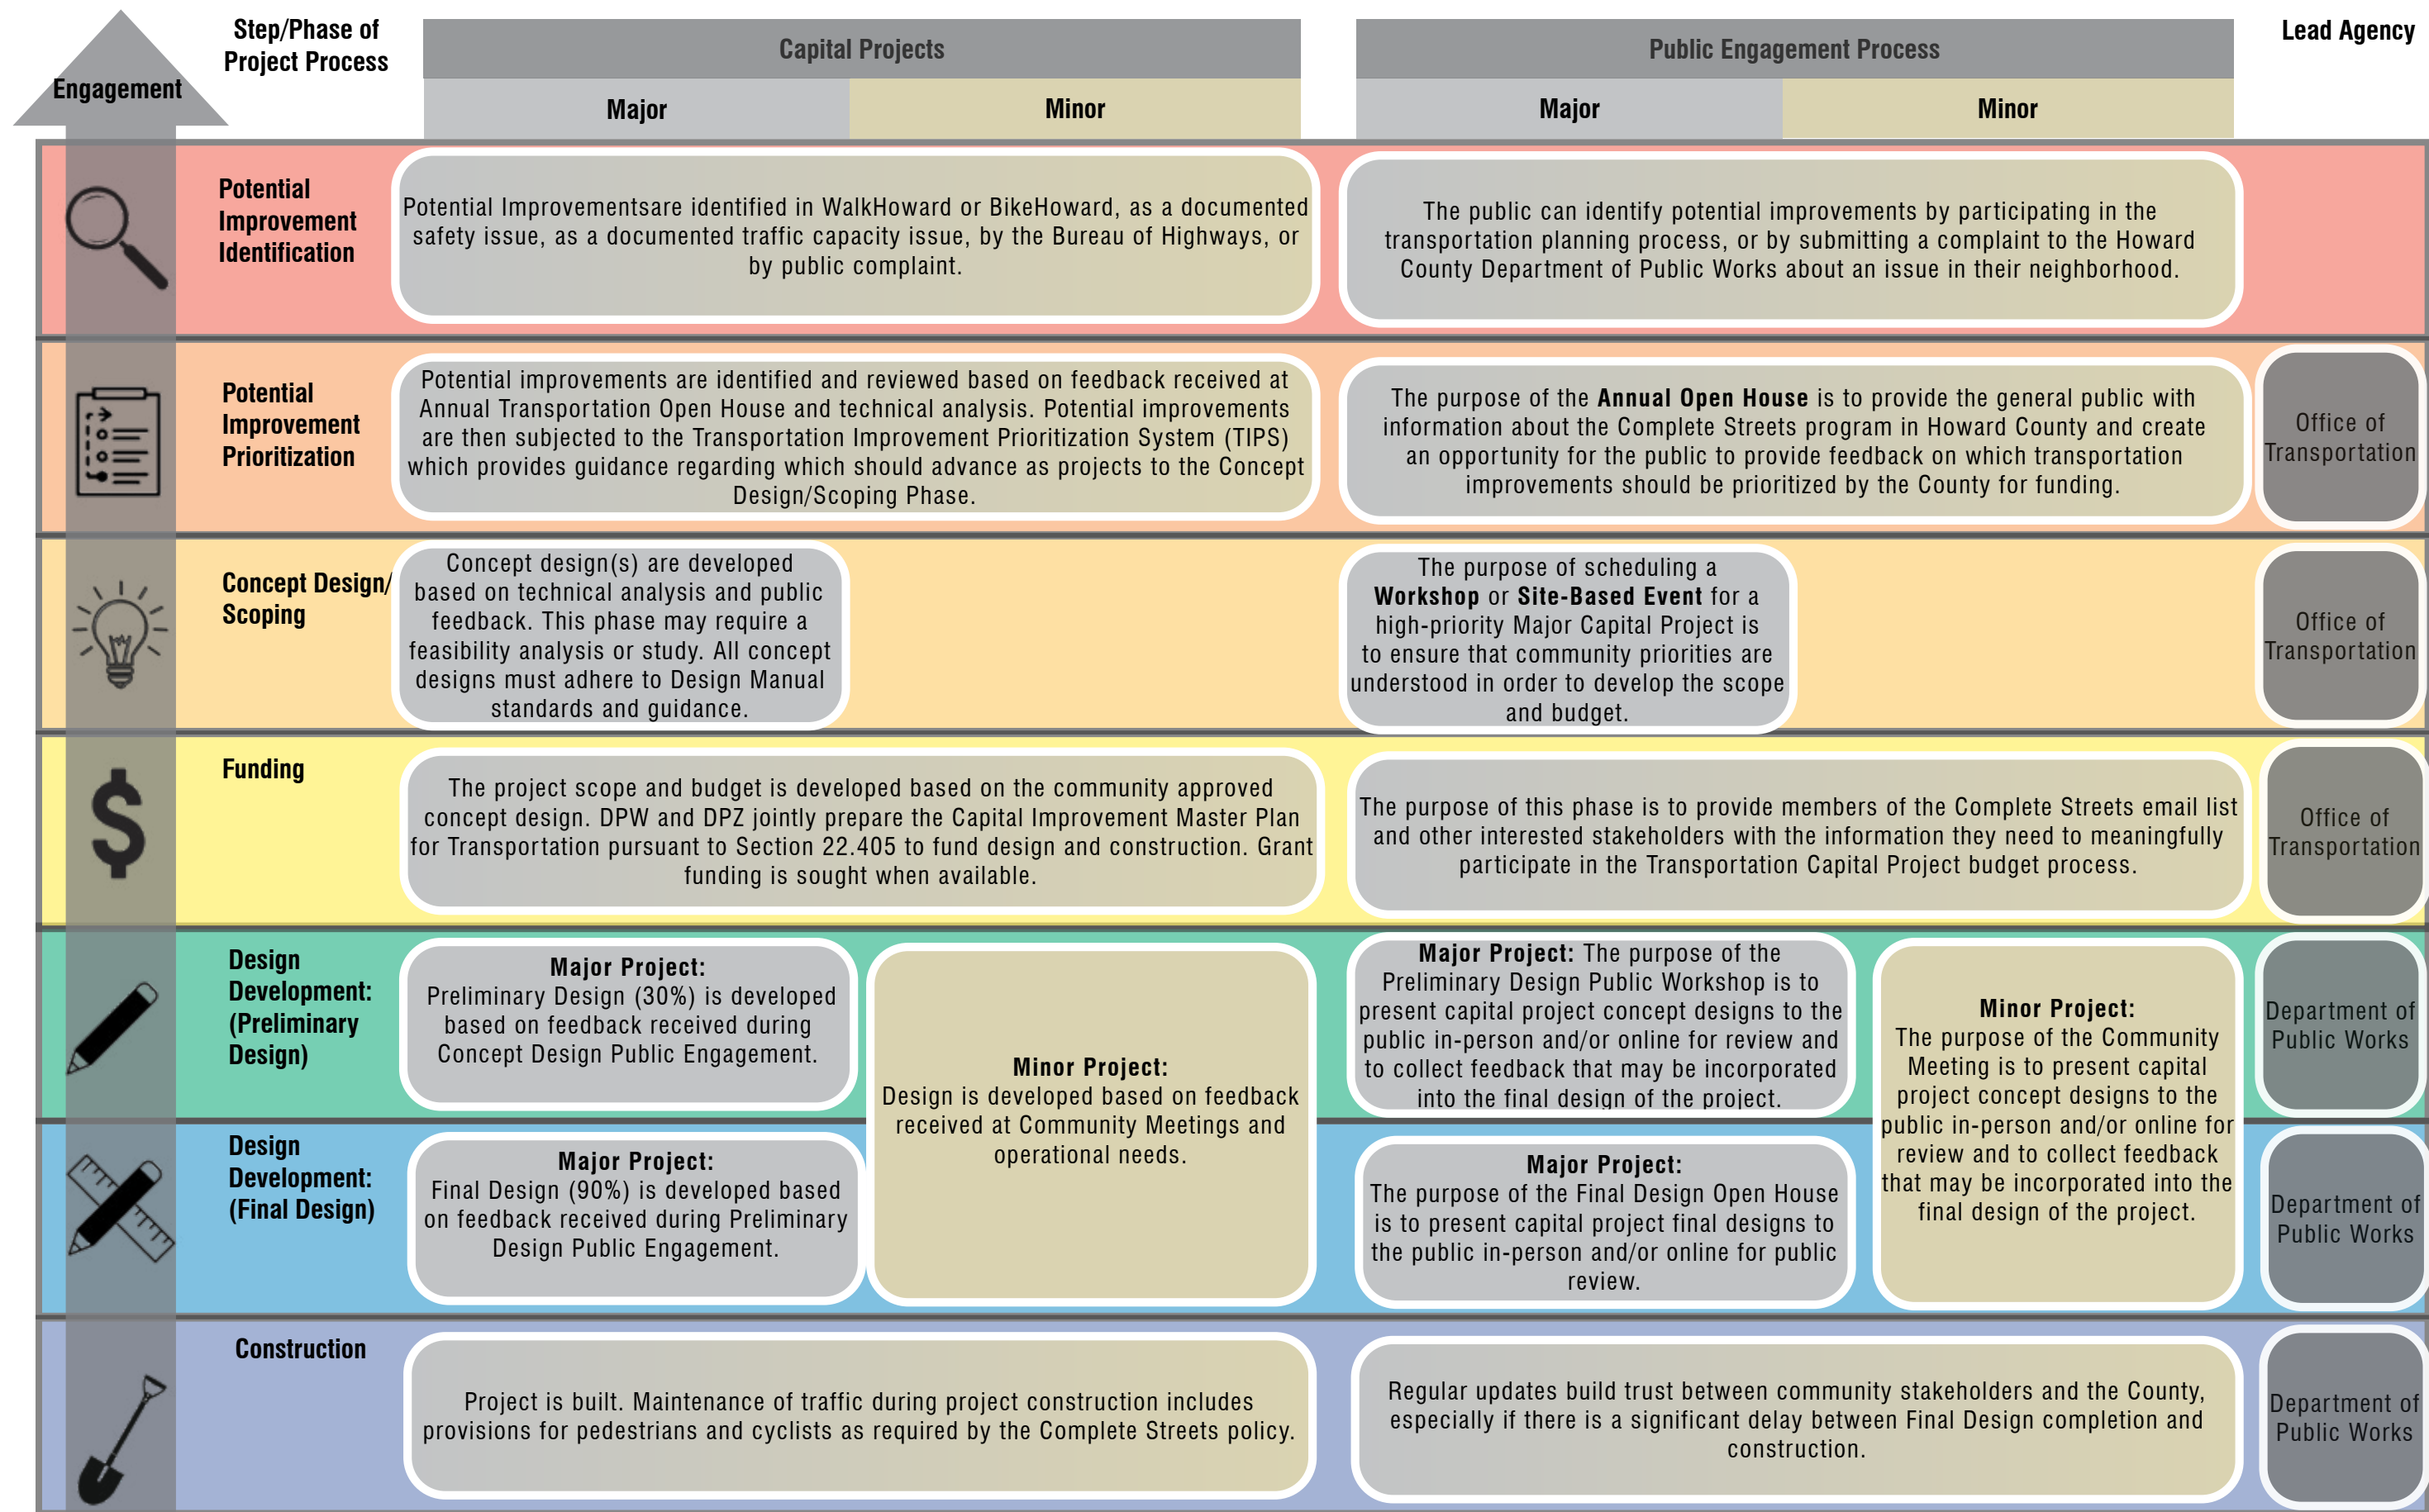 Engagement
Step/Phase of
Project Process
Capital Projects
Public Engagement Process
Lead Agency
Major
Minor
Major
Minor
Potential
Improvement
Identification
Potential Improvementsare identified in WalkHoward or BikeHoward, as a documented
safety issue, as a documented traffic capacity issue, by the Bureau of Highways, or
by public complaint.
The public can identify potential improvements by participating in the
transportation planning process, or by submitting a complaint to the Howard
County Department of Public Works about an issue in their neighborhood.
Potential
Improvement
Prioritization
Potential improvements are identified and reviewed based on feedback received at
Annual Transportation Open House and technical analysis. Potential improvements
are then subjected to the Transportation Improvement Prioritization System (TIPS)
which provides guidance regarding which should advance as projects to the Concept
Design/Scoping Phase.
The purpose of the Annual Open House is to provide the general public with
information about the Complete Streets program in Howard County and create
an opportunity for the public to provide feedback on which transportation
improvements should be prioritized by the County for funding.
Office of
Transportation
Concept Design/
Scoping
Concept design(s) are developed
based on technical analysis and public
feedback. This phase may require a
feasibility analysis or study. All concept
designs must adhere to Design Manual
standards and guidance.
The purpose of scheduling a
Workshop or Site-Based Event for a
high-priority Major Capital Project is
to ensure that community priorities are
understood in order to develop the scope
and budget.
Office of
Transportation
Funding
The project scope and budget is developed based on the community approved
concept design. DPW and DPZ jointly prepare the Capital Improvement Master Plan
for Transportation pursuant to Section 22.405 to fund design and construction. Grant
funding is sought when available.
The purpose of this phase is to provide members of the Complete Streets email list
and other interested stakeholders with the information they need to meaningfully
participate in the Transportation Capital Project budget process.
Office of
Transportation
Design
Development:
(Preliminary
Design)
Major Project:
Preliminary Design (30%) is developed
based on feedback received during
Concept Design Public Engagement.
Minor Project:
Design is developed based on feedback
received at Community Meetings and
operational needs.
Major Project: The purpose of the
Preliminary Design Public Workshop is to
present capital project concept designs to the
public in-person and/or online for review and
to collect feedback that may be incorporated
into the final design of the project.
Minor Project:
The purpose of the Community
Meeting is to present capital
project concept designs to the
public in-person and/or online for
review and to collect feedback
that may be incorporated into the
final design of the project.
Department of
Public Works
Design
Development:
(Final Design)
Major Project:
Final Design (90%) is developed based
on feedback received during Preliminary
Design Public Engagement.
Major Project:
The purpose of the Final Design Open House
is to present capital project final designs to
the public in-person and/or online for public
review.
Department of
Public Works
Construction
Project is built. Maintenance of traffic during project construction includes
provisions for pedestrians and cyclists as required by the Complete Streets policy.
Regular updates build trust between community stakeholders and the County,
especially if there is a significant delay between Final Design completion and
construction.
Department of
Public Works